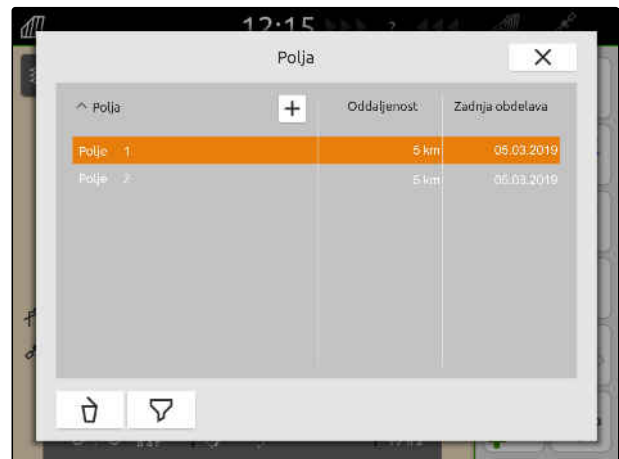 12:15
Polja
Polja + Oddaljenost Zadnja obdelava
Polje 1 5 km 05.03.2019
Polje 2 5 km 05.03.2019